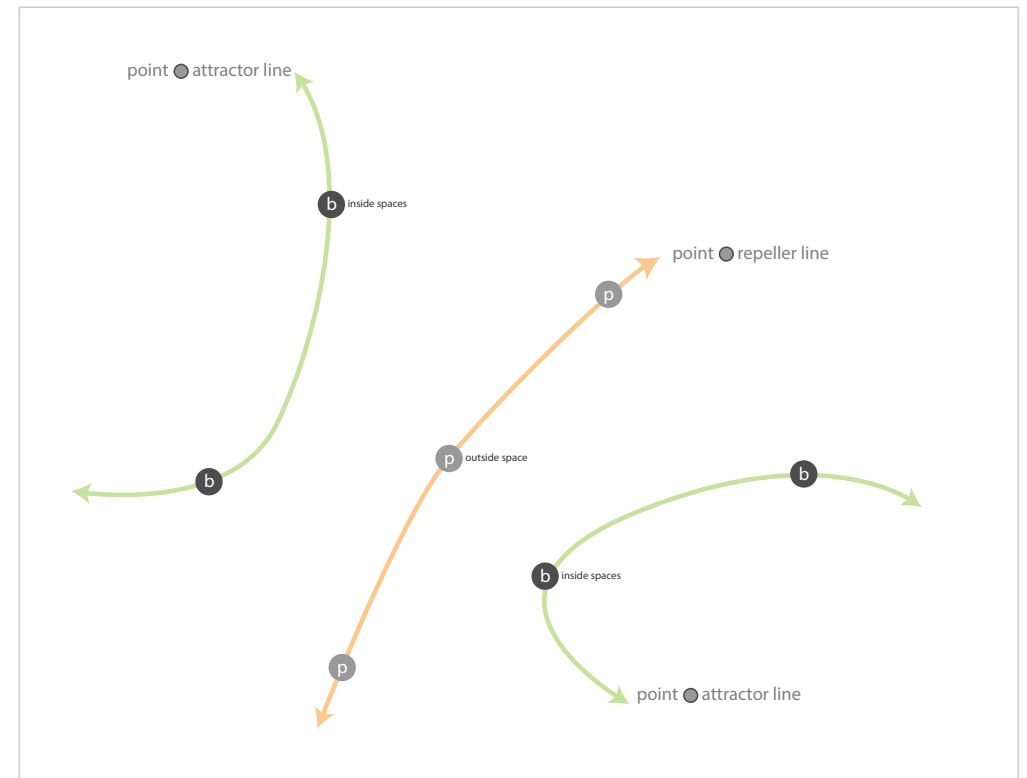 point attractor line
b inside spaces
point repeller line
p
p outside space
b
b
b inside spaces
p
point attractor line